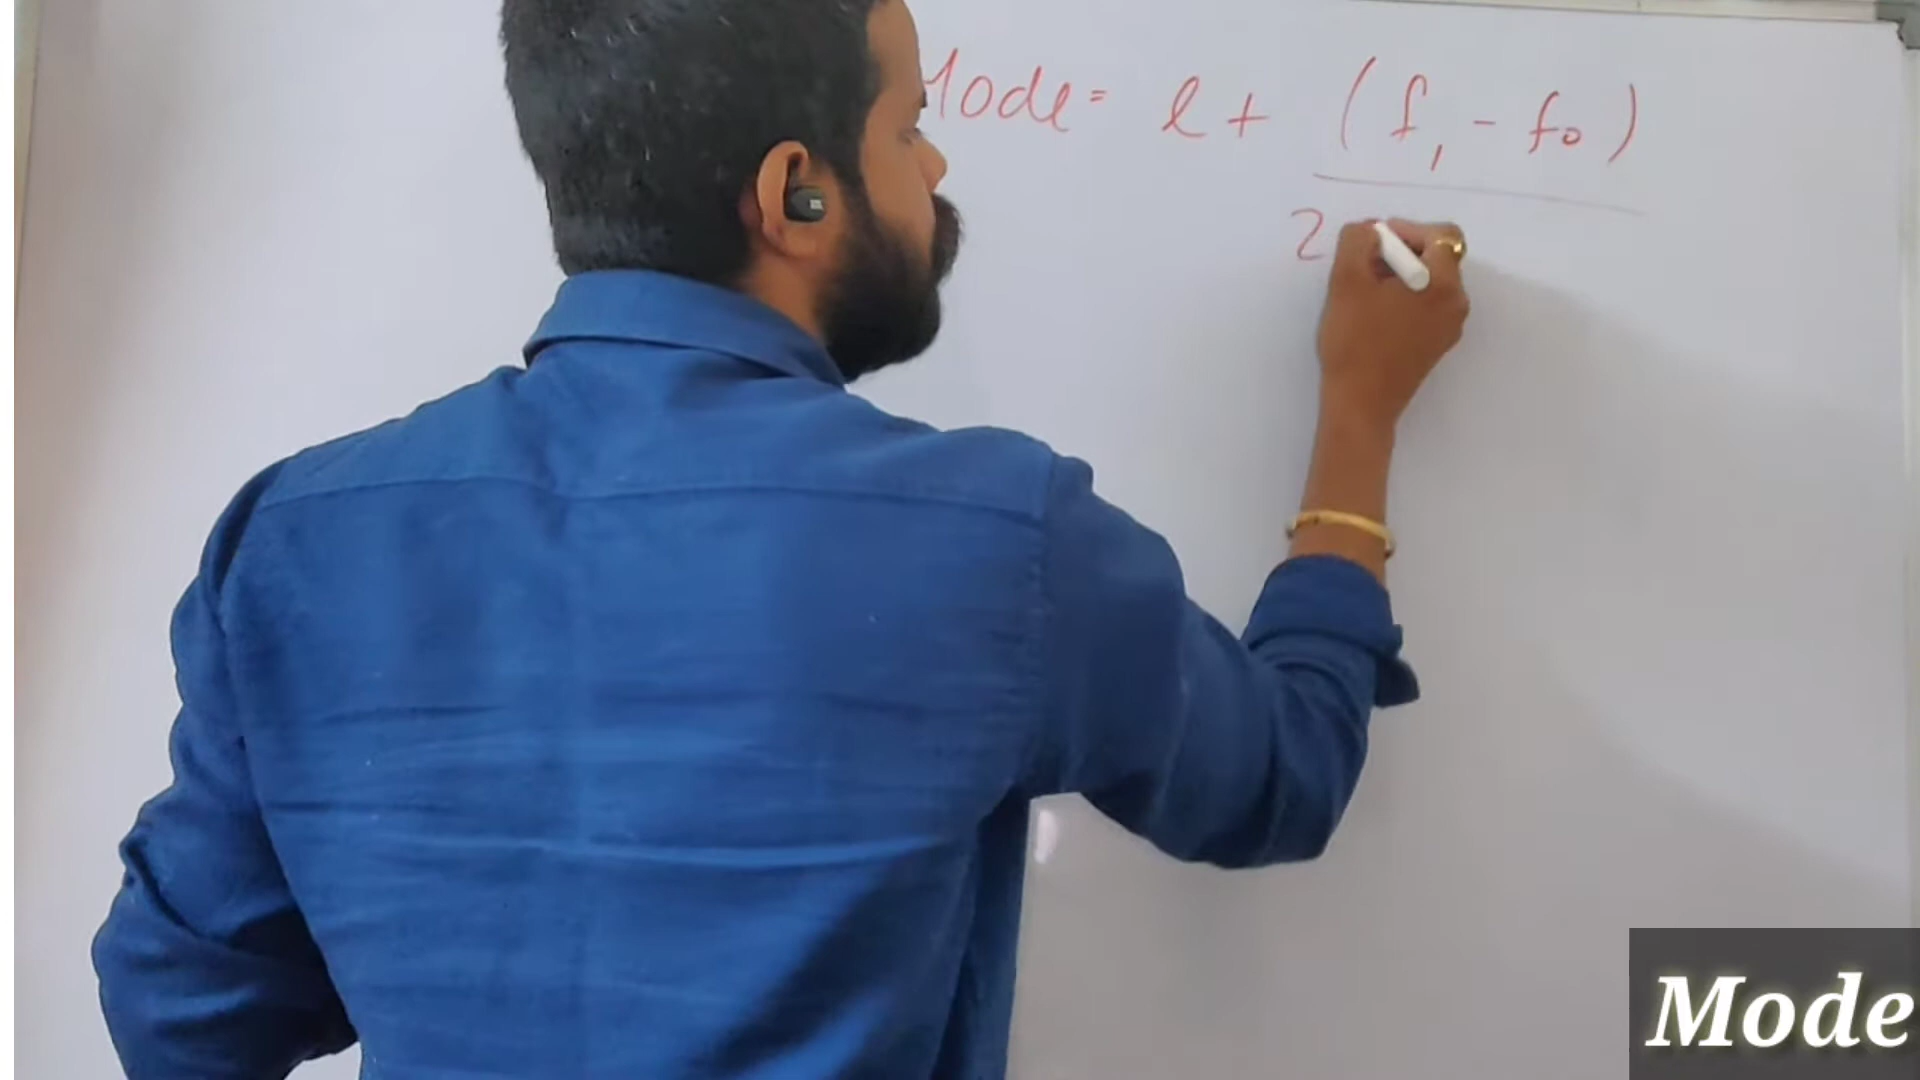 Mode = l + (f₁ - f₀)
2
Mode